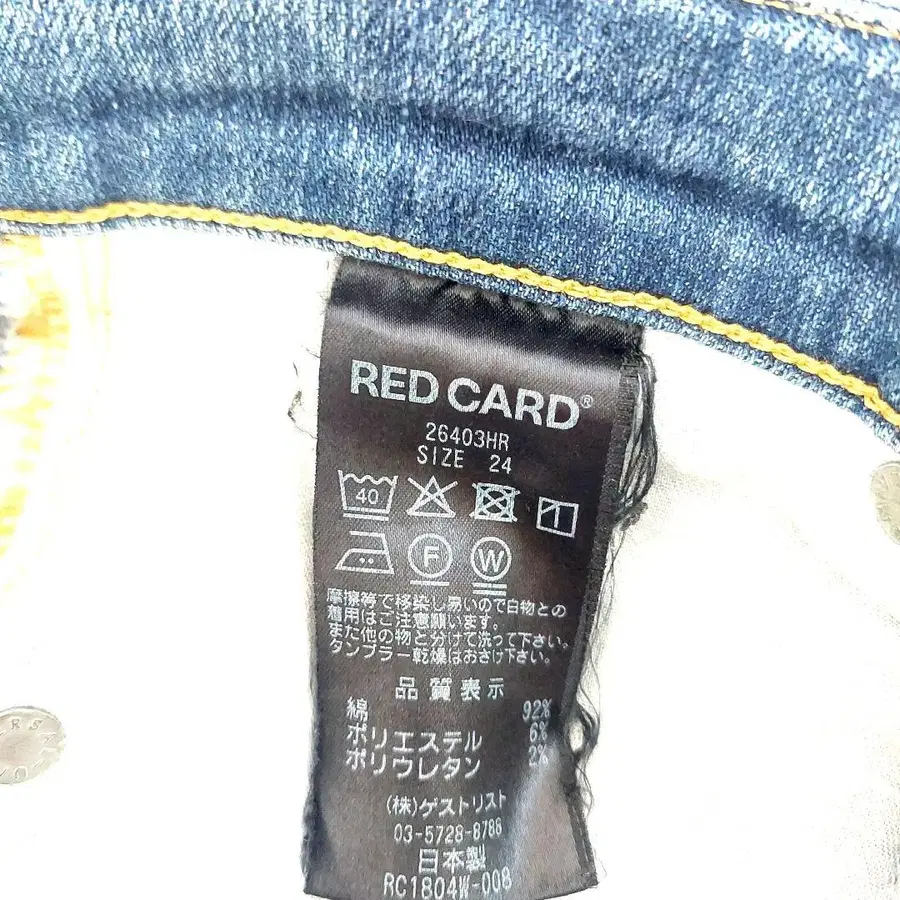 RED CARD®
26403HR
SIZE 24
40
F W
摩擦等で移染し易いので白物との
着用はご注意願います。
また他の物と分けて洗って下さい。
タンブラー乾燥はおさけ下さい。
品質表示
綿 92%
ポリエステル 6%
ポリウレタン 2%
(株)ゲストリスト
03-5728-8788
日本製
RC1804W-008